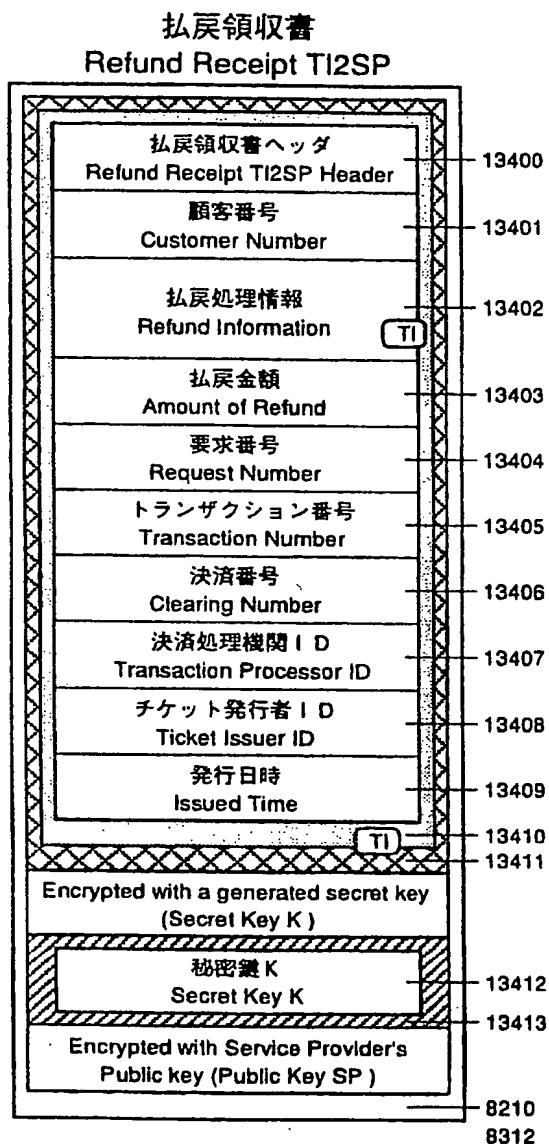 払戻領収書
Refund Receipt TI2SP
払戻領収書ヘッダ
Refund Receipt TI2SP Header
13400
顧客番号
Customer Number
13401
払戻処理情報
Refund Information
13402
TI
払戻金額
Amount of Refund
13403
要求番号
Request Number
13404
トランザクション番号
Transaction Number
13405
決済番号
Clearing Number
13406
決済処理機関ID
Transaction Processor ID
13407
チケット発行者ID
Ticket Issuer ID
13408
発行日時
Issued Time
13409
TI
13410
13411
Encrypted with a generated secret key
(Secret Key K )
秘密鍵K
Secret Key K
13412
13413
Encrypted with Service Provider's
Public key (Public Key SP )
8210
8312